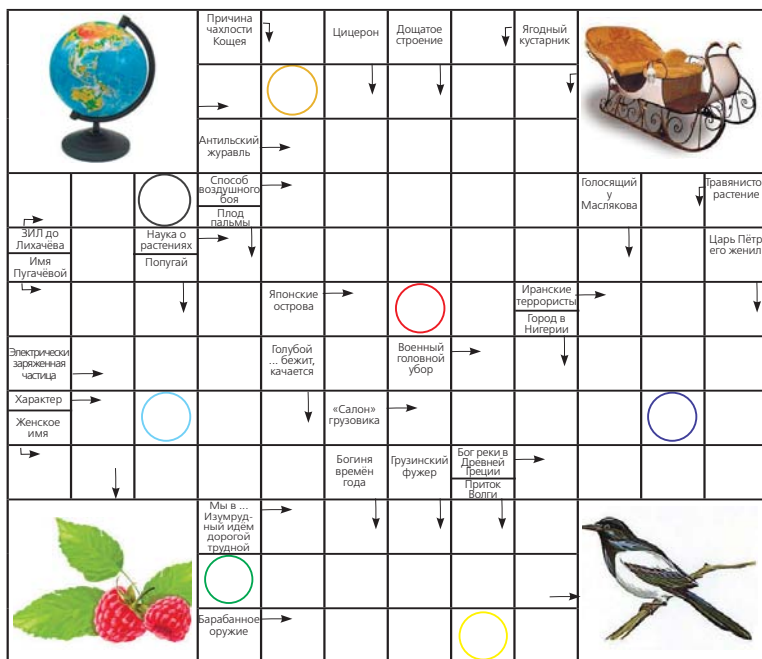 Причина
чахлости
Кощея
Цицерон
Дощатое
строение
Ягодный
кустарник
Антильский
журавль
Способ
воздушного
боя
Плод
пальмы
Голосящий
у
Маслякова
Травянистое
растение
ЗИЛ до
Лихачёва
Имя
Пугачёвой
Наука о
растениях
Попугай
Царь Пётр
его женил
Японские
острова
Иранские
террористы
Город в
Нигерии
Электрически
заряженная
частица
Голубой
... бежит,
качается
Военный
головной
убор
Характер
Женское
имя
«Салон»
грузовика
Богиня
времён
года
Грузинский
фужер
Бог реки в
Древней
Греции
Приток
Волги
Мы в ...
Изумруд-
ный идём
дорогой
трудной
Барабанное
оружие